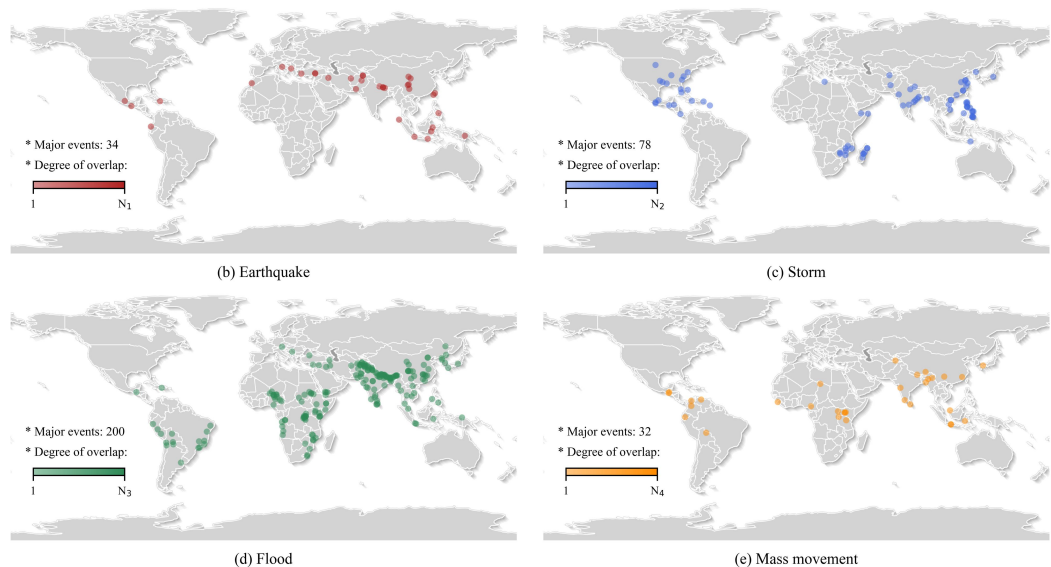 * Major events: 34
* Degree of overlap:
1 N₁
(b) Earthquake
* Major events: 78
* Degree of overlap:
1 N₂
(c) Storm
* Major events: 200
* Degree of overlap:
1 N₃
(d) Flood
* Major events: 32
* Degree of overlap:
1 N₄
(e) Mass movement